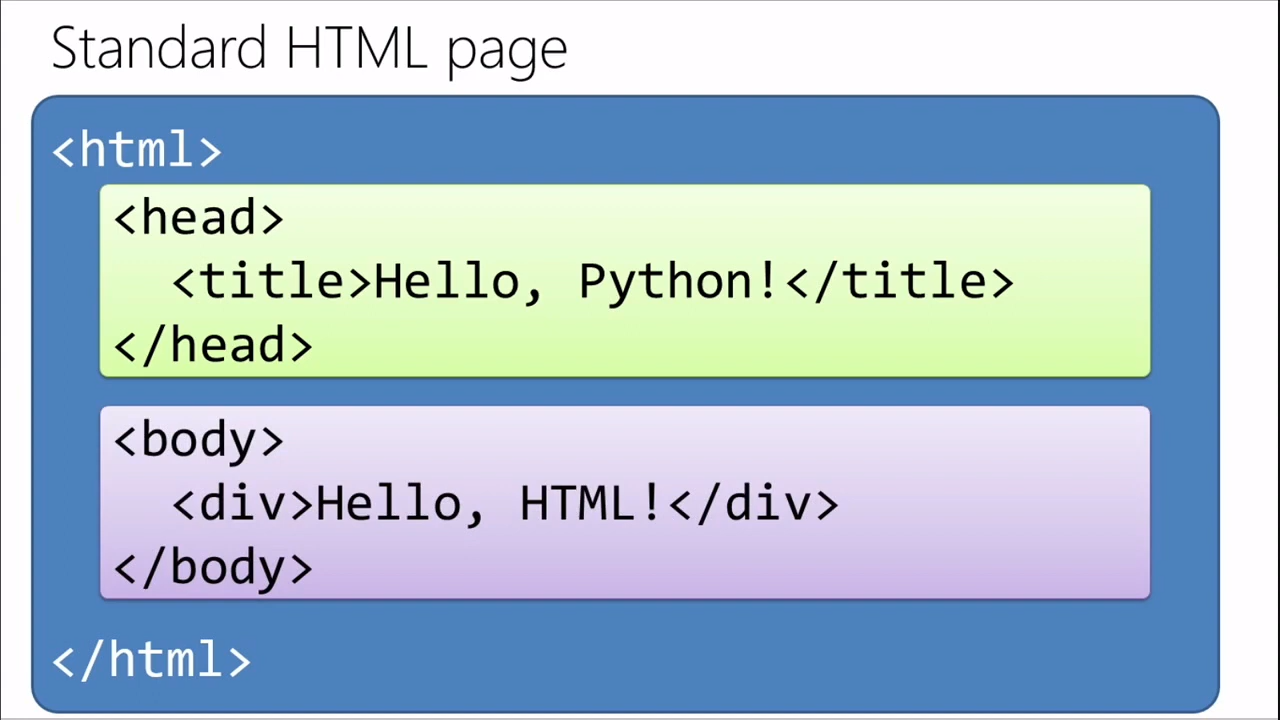 Standard HTML page
<html>
<head>
<title>Hello, Python!</title>
</head>
<body>
<div>Hello, HTML!</div>
</body>
</html>